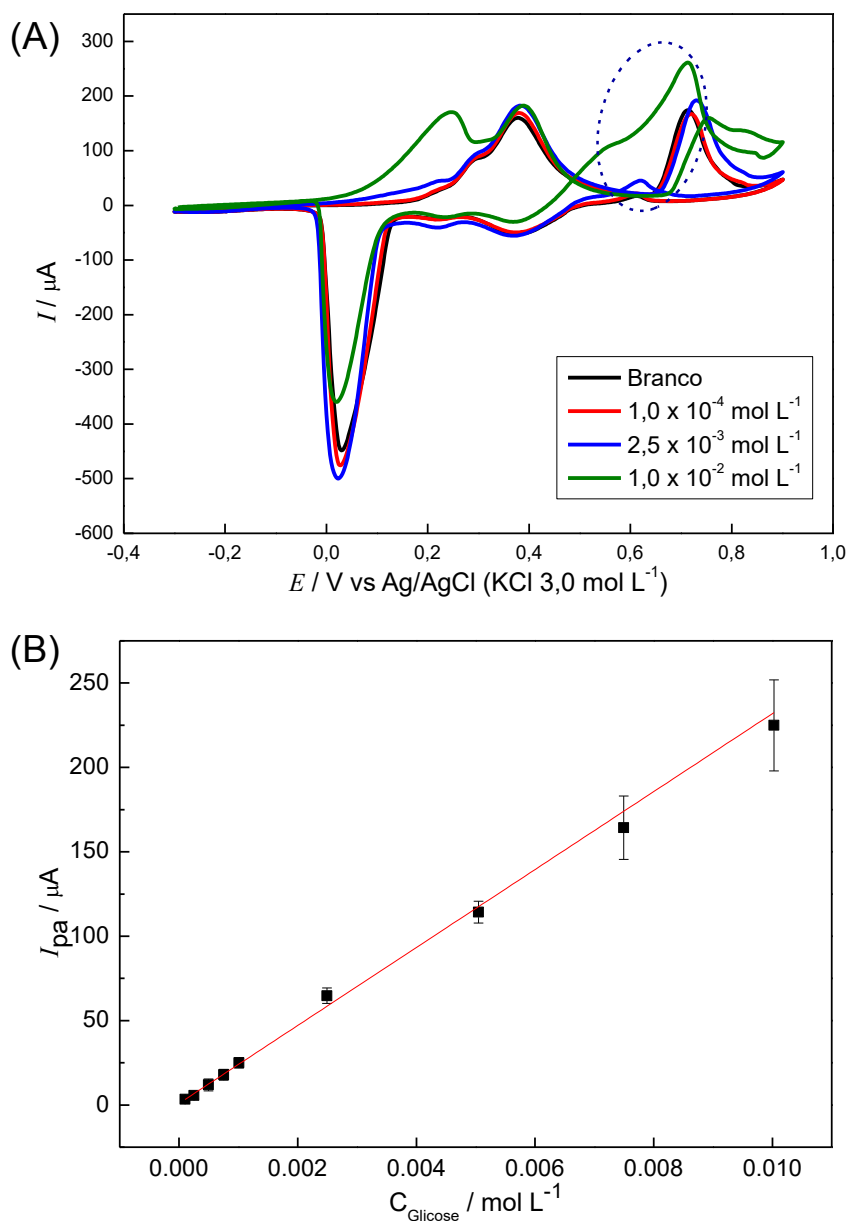 (A)
300
200
100
0
-100
-200
-300
-400
-500
-600
I / μA
Branco
1,0 x 10⁻⁴ mol L⁻¹
2,5 x 10⁻³ mol L⁻¹
1,0 x 10⁻² mol L⁻¹
-0,4 -0,2 0,0 0,2 0,4 0,6 0,8 1,0
E / V vs Ag/AgCl (KCl 3,0 mol L⁻¹)
(B)
250
200
150
100
50
0
Ipa / μA
0.000 0.002 0.004 0.006 0.008 0.010
C_Glicose / mol L⁻¹